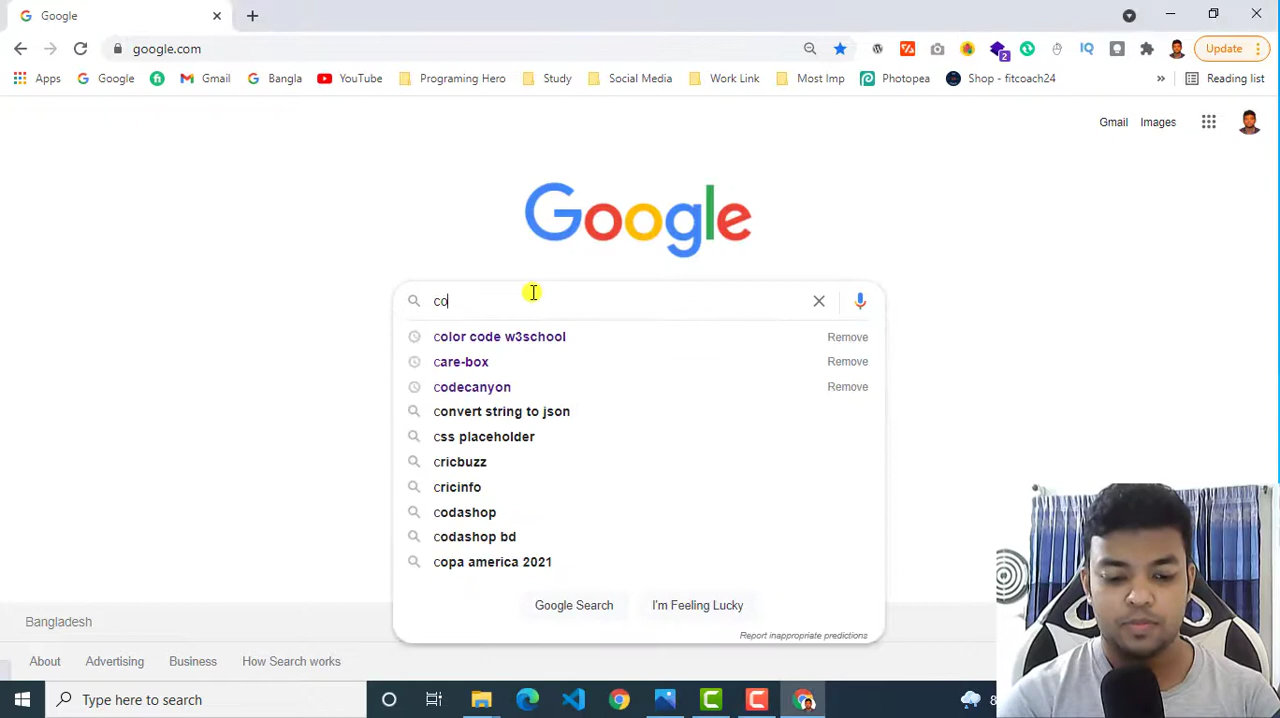 Google
google.com
Update
Apps
Google
Gmail
Bangla
YouTube
Programing Hero
Study
Social Media
Work Link
Most Imp
Photopea
Shop - fitcoach24
»
Reading list
2
IQ
Gmail
Images
Google
co
color code w3school
Remove
care-box
Remove
codecanyon
Remove
convert string to json
css placeholder
cricbuzz
cricinfo
codashop
codashop bd
copa america 2021
Google Search
I'm Feeling Lucky
Report inappropriate predictions
Bangladesh
About
Advertising
Business
How Search works
Type here to search